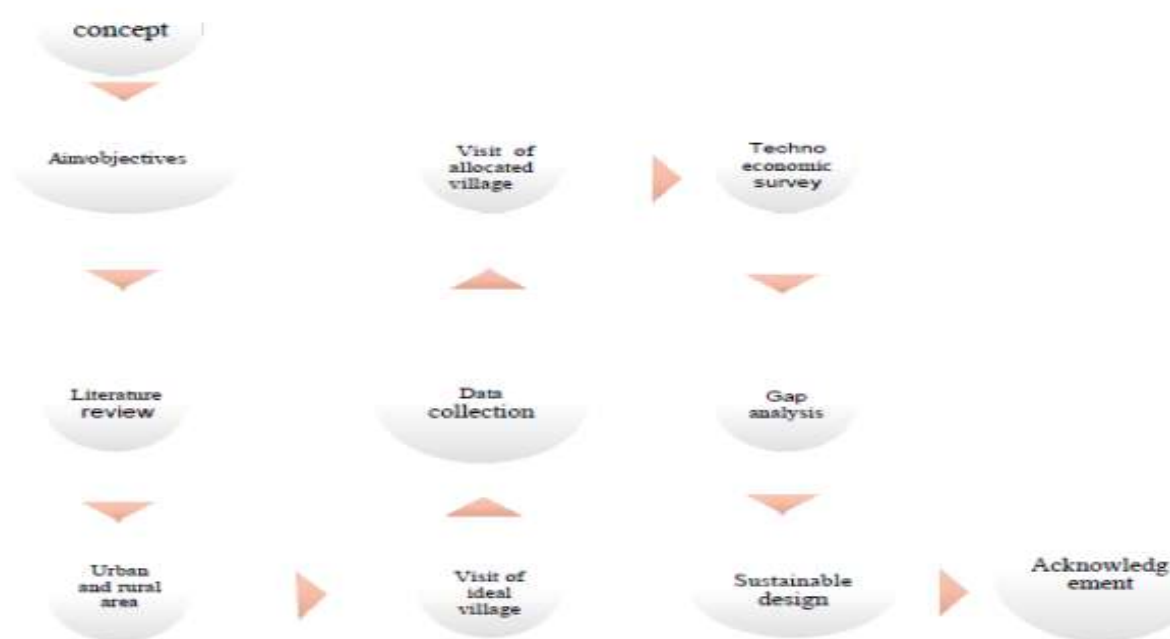 concept
Aim/objectives
Literature
review
Urban
and rural
area
Visit of
ideal
village
Data
collection
Visit of
allocated
village
Techno
economic
survey
Gap
analysis
Sustainable
design
Acknowledg
ement